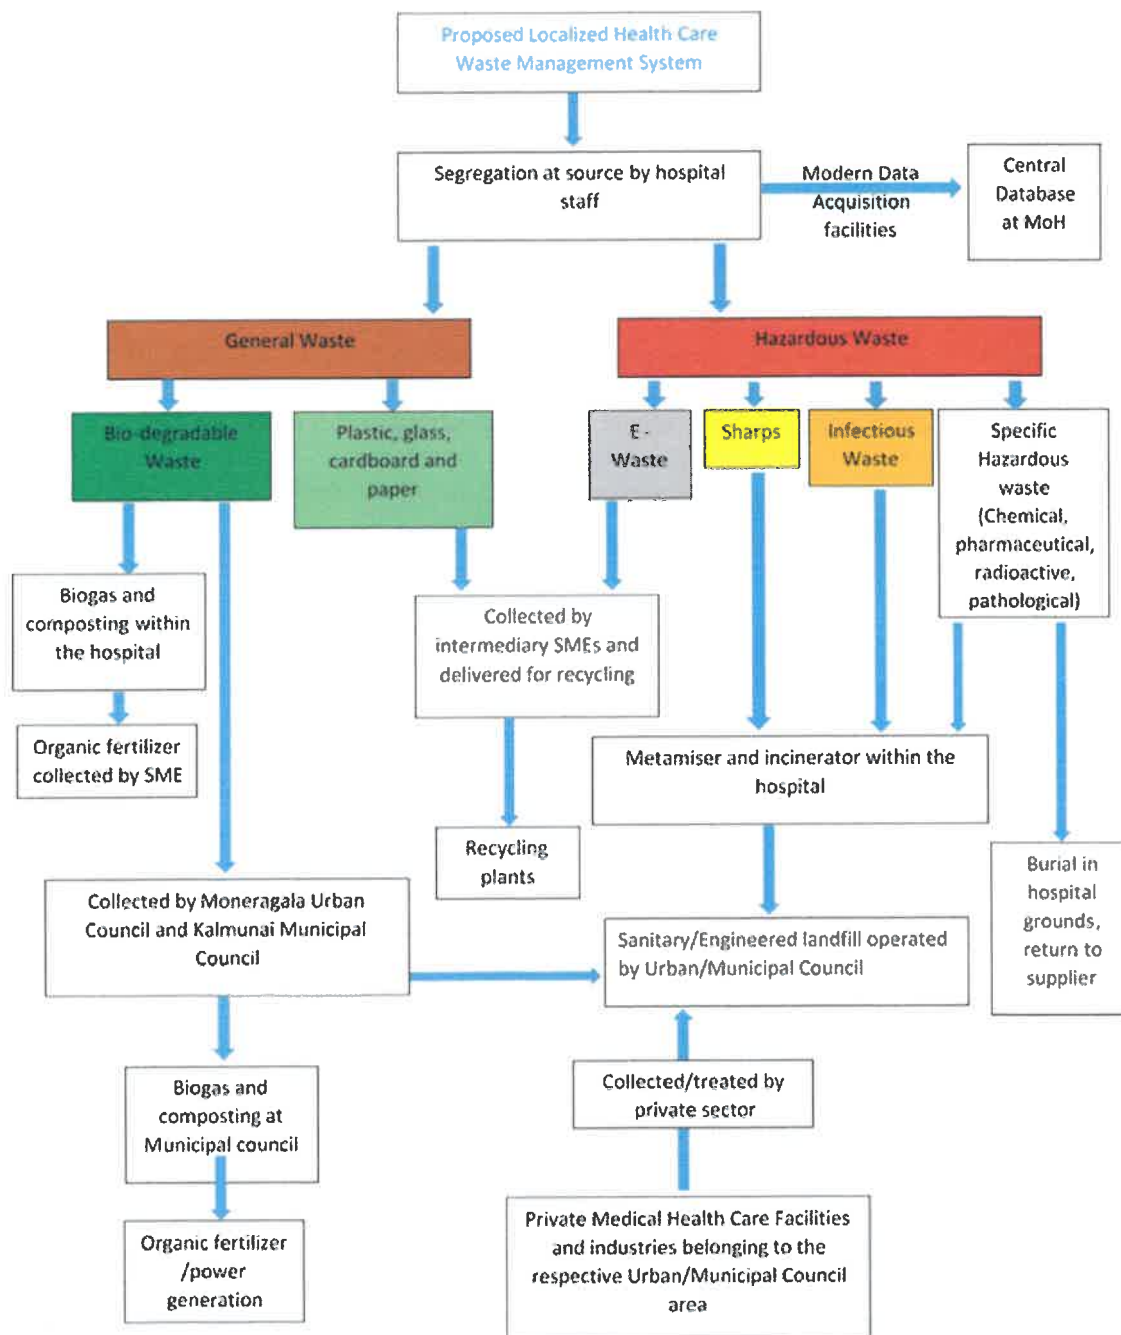 Proposed Localized Health Care
Waste Management System
Segregation at source by hospital
staff
Modern Data
Acquisition
facilities
Central
Database
at MoH
General Waste
Hazardous Waste
Bio-degradable
Waste
Plastic, glass,
cardboard and
paper
E -
Waste
Sharps
Infectious
Waste
Specific
Hazardous
waste
(Chemical,
pharmaceutical,
radioactive,
pathological)
Biogas and
composting within
the hospital
Collected by
intermediary SMEs and
delivered for recycling
Organic fertilizer
collected by SME
Metamiser and incinerator within the
hospital
Recycling
plants
Burial in
hospital
grounds,
return to
supplier
Collected by Moneragala Urban
Council and Kalmunai Municipal
Council
Sanitary/Engineered landfill operated
by Urban/Municipal Council
Biogas and
composting at
Municipal council
Collected/treated by
private sector
Organic fertilizer
/power
generation
Private Medical Health Care Facilities
and industries belonging to the
respective Urban/Municipal Council
area